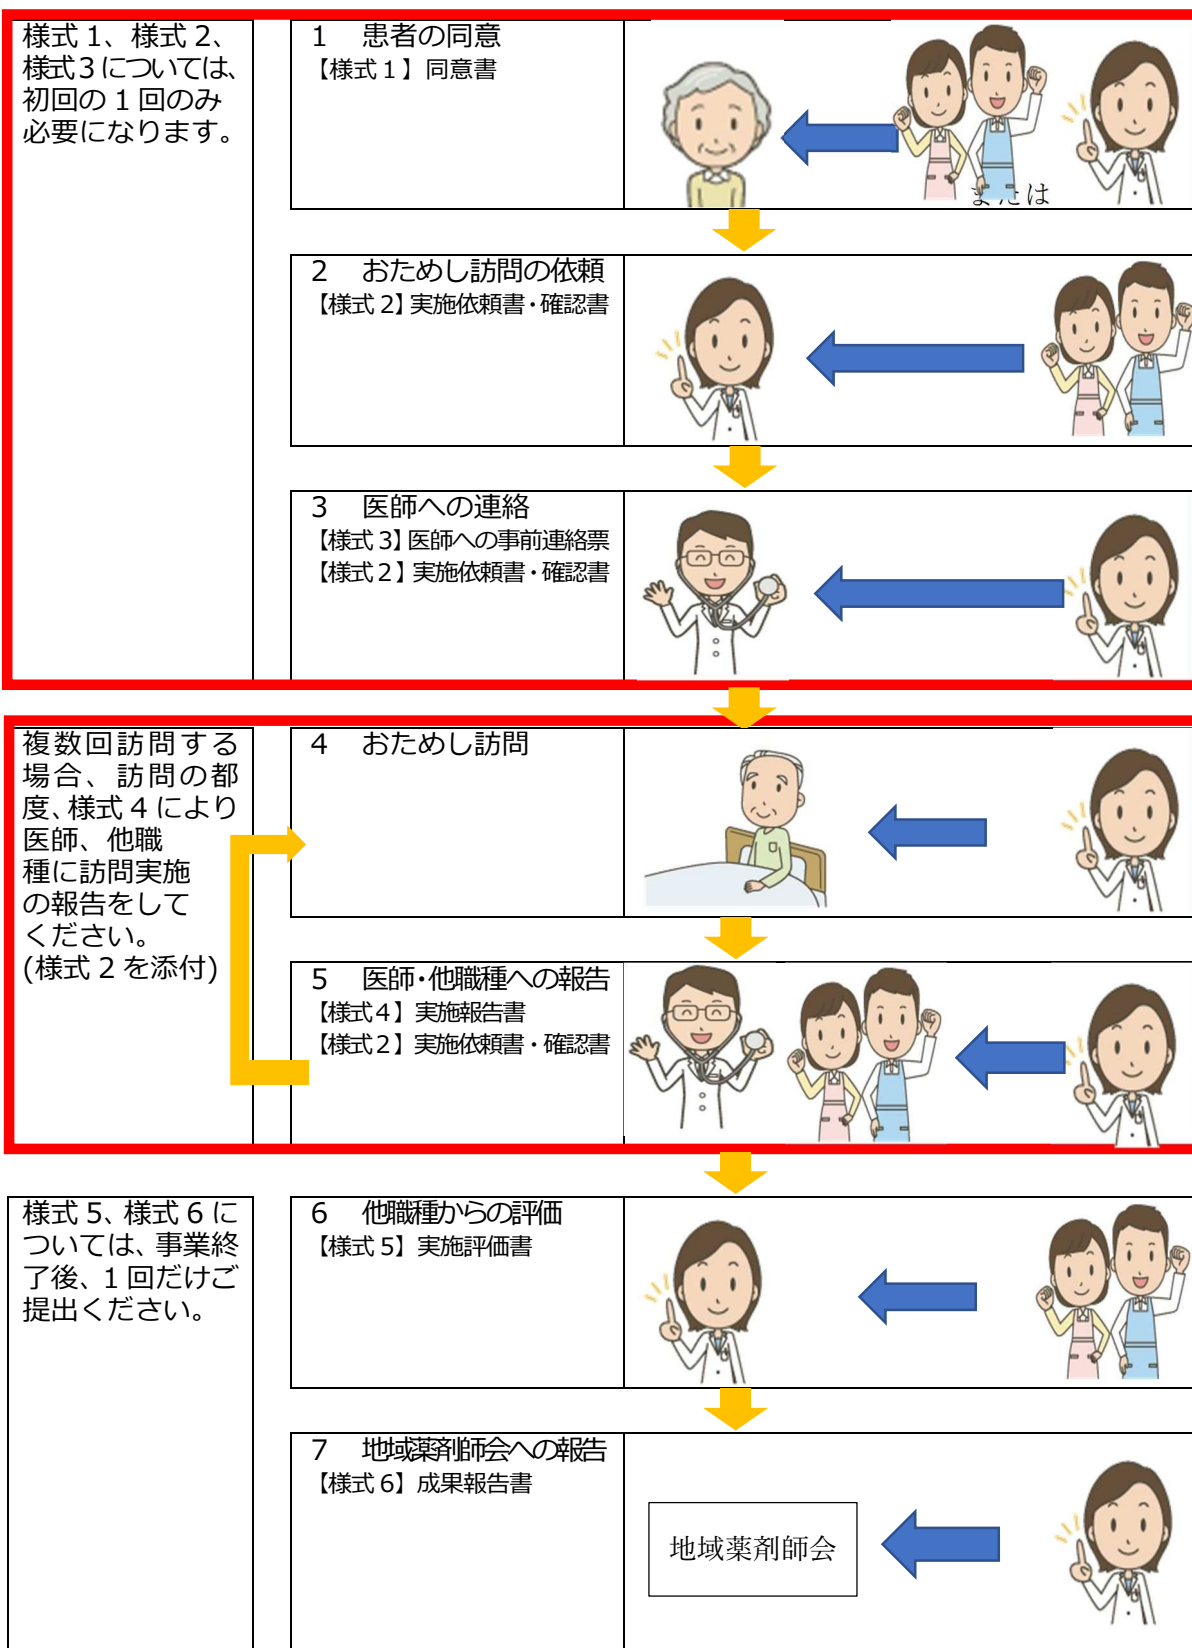 様式1、様式2、
様式3については、
初回の1回のみ
必要になります。
1 患者の同意
【様式1】同意書
または
2 おためし訪問の依頼
【様式2】実施依頼書・確認書
3 医師への連絡
【様式3】医師への事前連絡票
【様式2】実施依頼書・確認書
複数回訪問する
場合、訪問の都
度、様式4により
医師、他職
種に訪問実施
の報告をして
ください。
(様式2を添付)
4 おためし訪問
5 医師・他職種への報告
【様式4】実施報告書
【様式2】実施依頼書・確認書
様式5、様式6に
ついては、事業終
了後、1回だけご
提出ください。
6 他職種からの評価
【様式5】実施評価書
7 地域薬剤師会への報告
【様式6】成果報告書
地域薬剤師会